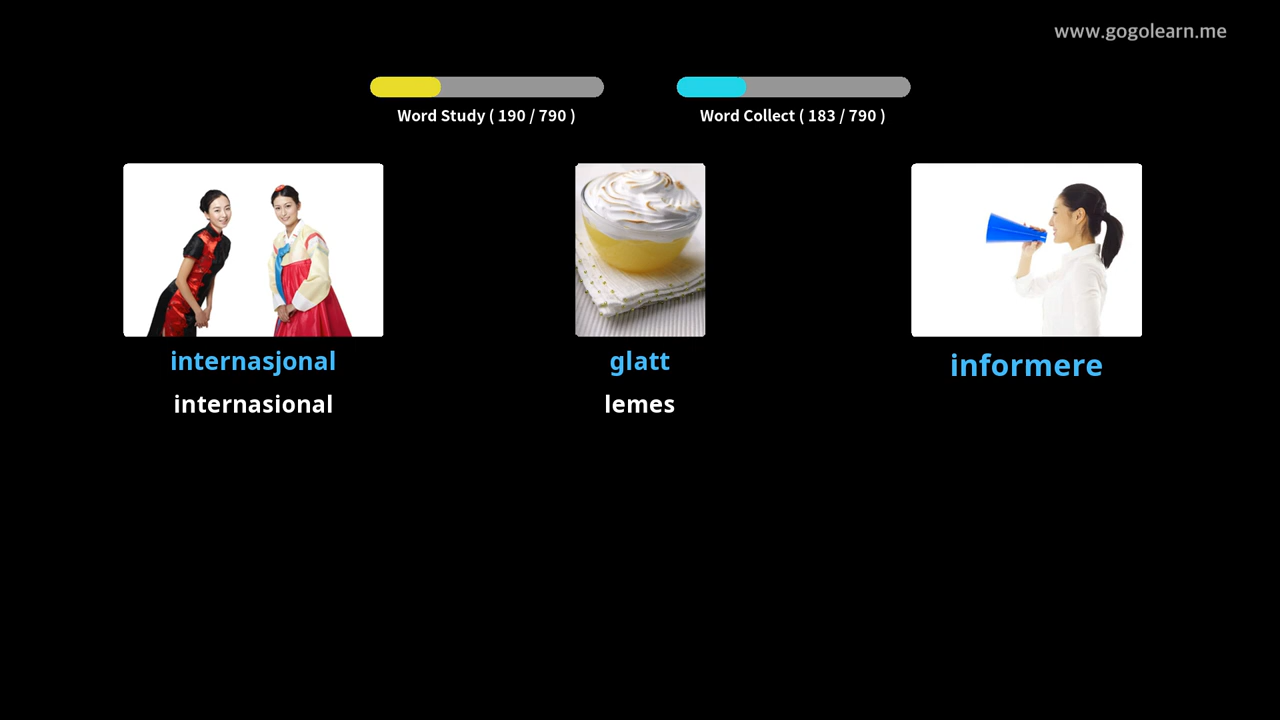 www.gogolearn.me
Word Study ( 190 / 790 )
Word Collect ( 183 / 790 )
internasjonal
glatt
informere
internasional
lemes